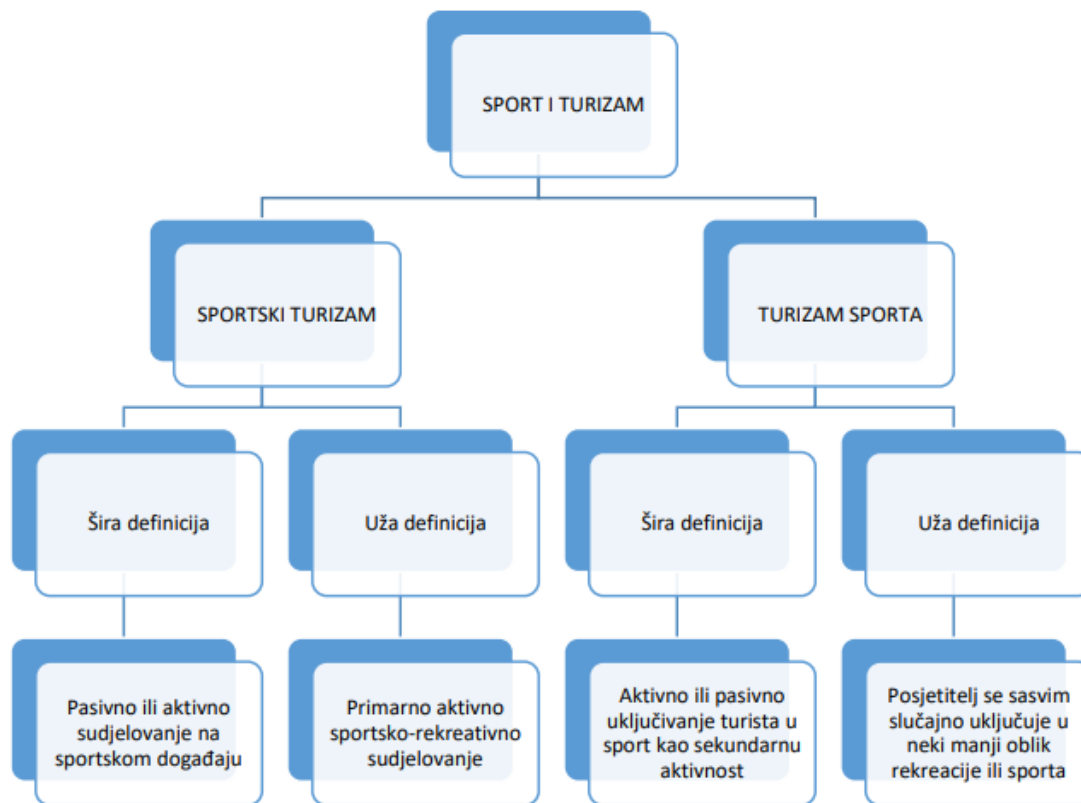 SPORT I TURIZAM
SPORTSKI TURIZAM
TURIZAM SPORTA
Šira definicija
Uža definicija
Šira definicija
Uža definicija
Pasivno ili aktivno
sudjelovanje na
sportskom događaju
Primarno aktivno
sportsko-rekreativno
sudjelovanje
Aktivno ili pasivno
uključivanje turista u
sport kao sekundarnu
aktivnost
Posjetitelj se sasvim
slučajno uključuje u
neki manji oblik
rekreacije ili sporta